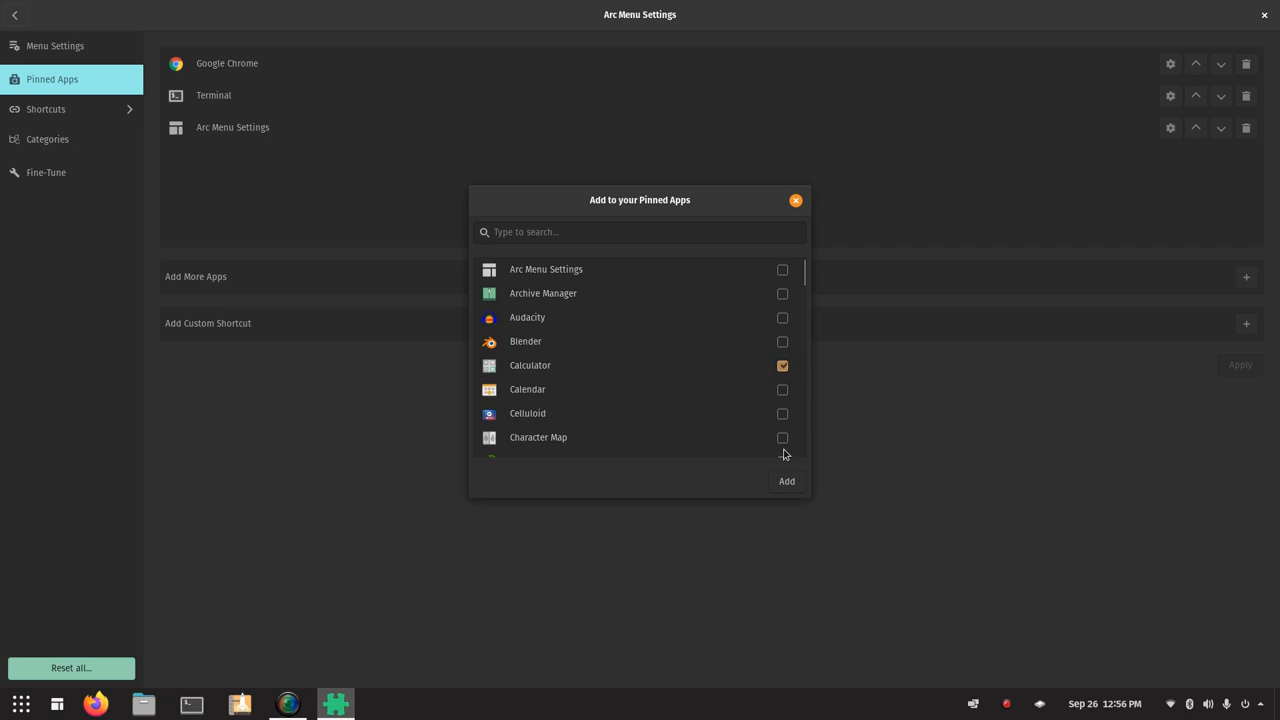 Arc Menu Settings
Menu Settings
Pinned Apps
Shortcuts
Categories
Fine-Tune
Reset all...
Google Chrome
Terminal
Arc Menu Settings
Add More Apps
Add Custom Shortcut
Apply
Add to your Pinned Apps
Type to search...
Arc Menu Settings
Archive Manager
Audacity
Blender
Calculator
Calendar
Celluloid
Character Map
Add
Sep 26 12:56 PM